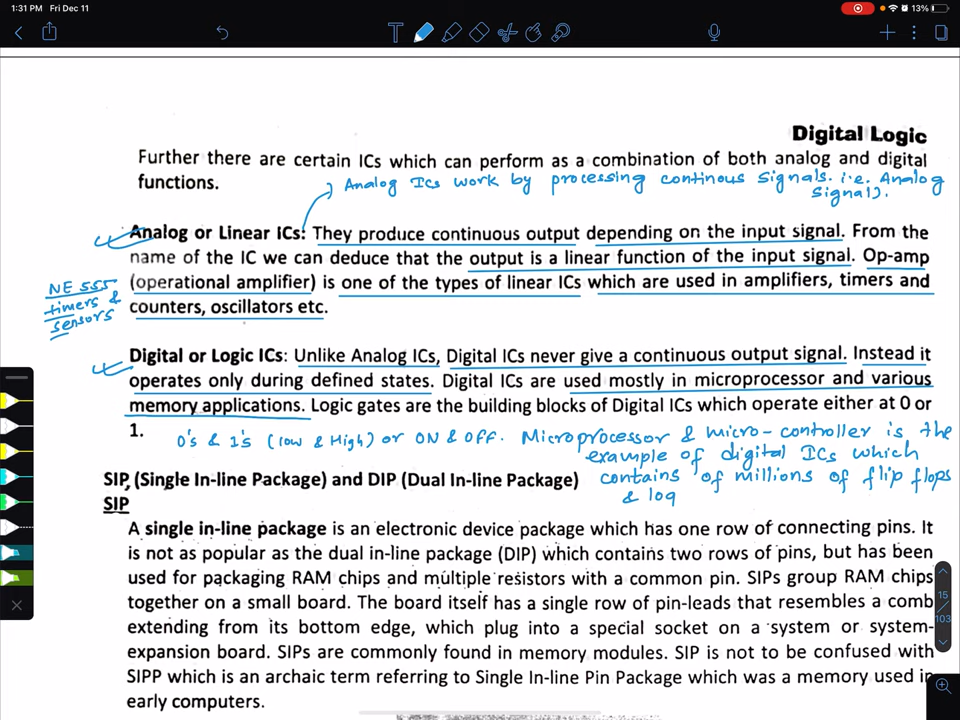 1:31 PM Fri Dec 11
13%
Digital Logic
Further there are certain ICs which can perform as a combination of both analog and digital
functions.
Analog ICs work by processing continous signals. i.e. Analog
Signal).
Analog or Linear ICs: They produce continuous output depending on the input signal. From the
name of the IC we can deduce that the output is a linear function of the input signal. Op-amp
(operational amplifier) is one of the types of linear ICs which are used in amplifiers, timers and
counters, oscillators etc.
NE 555
timers &
sensors
Digital or Logic ICs: Unlike Analog ICs, Digital ICs never give a continuous output signal. Instead it
operates only during defined states. Digital ICs are used mostly in microprocessor and various
memory applications. Logic gates are the building blocks of Digital ICs which operate either at 0 or
1.
0's & 1's (low & High) or ON & OFF. Microprocessor & micro-controller is the
example of digital ICs which
contains of millions of flip flops
& log
SIP (Single In-line Package) and DIP (Dual In-line Package)
SIP
A single in-line package is an electronic device package which has one row of connecting pins. It
is not as popular as the dual in-line package (DIP) which contains two rows of pins, but has been
used for packaging RAM chips and multiple resistors with a common pin. SIPs group RAM chips
together on a small board. The board itself has a single row of pin-leads that resembles a comb
extending from its bottom edge, which plug into a special socket on a system or system-
expansion board. SIPs are commonly found in memory modules. SIP is not to be confused with
SIPP which is an archaic term referring to Single In-line Pin Package which was a memory used in
early computers.
15
103